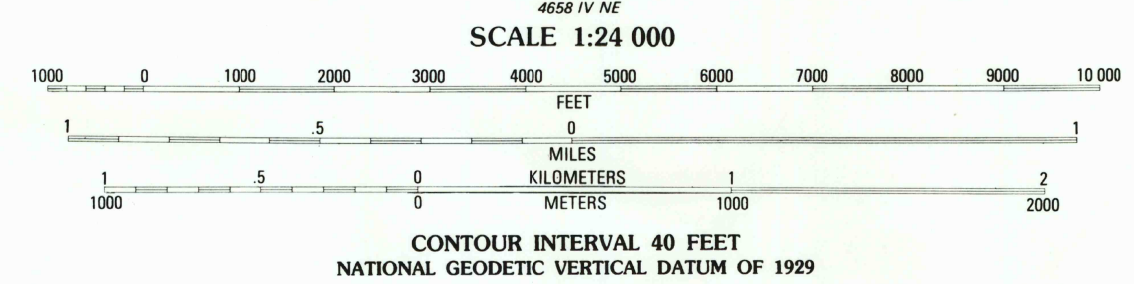 4658 IV NE
SCALE 1:24 000
1000 0 1000 2000 3000 4000 5000 6000 7000 8000 9000 10 000
FEET
1 .5 0 1
MILES
1 .5 0 KILOMETERS 1 2
1000 0 METERS 1000 2000
CONTOUR INTERVAL 40 FEET
NATIONAL GEODETIC VERTICAL DATUM OF 1929